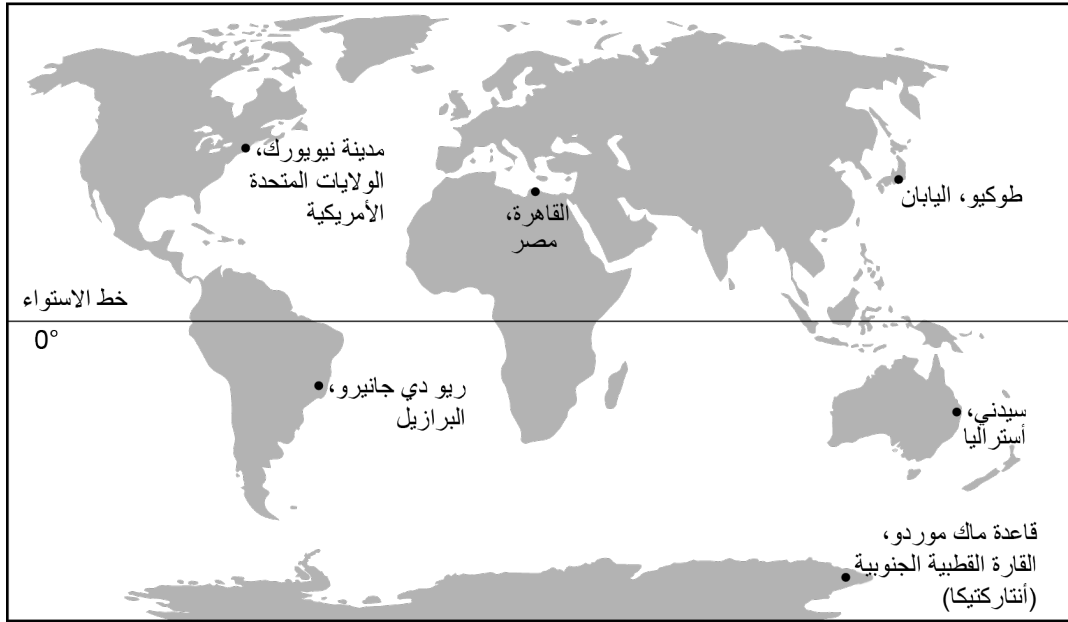 مدينة نيويورك،
الولايات المتحدة
الأمريكية
القاهرة،
مصر
طوكيو، اليابان
خط الاستواء
0°
ريو دي جانيرو،
البرازيل
سيدني،
أستراليا
قاعدة ماك موردو،
القارة القطبية الجنوبية
(أنتاركتيكا)